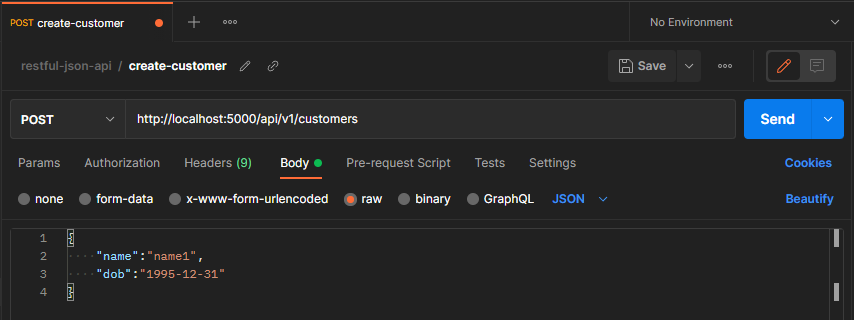 POST create-customer
No Environment
restful-json-api / create-customer
Save
POST http://localhost:5000/api/v1/customers Send
Params Authorization Headers (9) Body Pre-request Script Tests Settings Cookies
none form-data x-www-form-urlencoded raw binary GraphQL JSON Beautify
1 {
2 ····"name":"name1",
3 ····"dob":"1995-12-31"
4 }